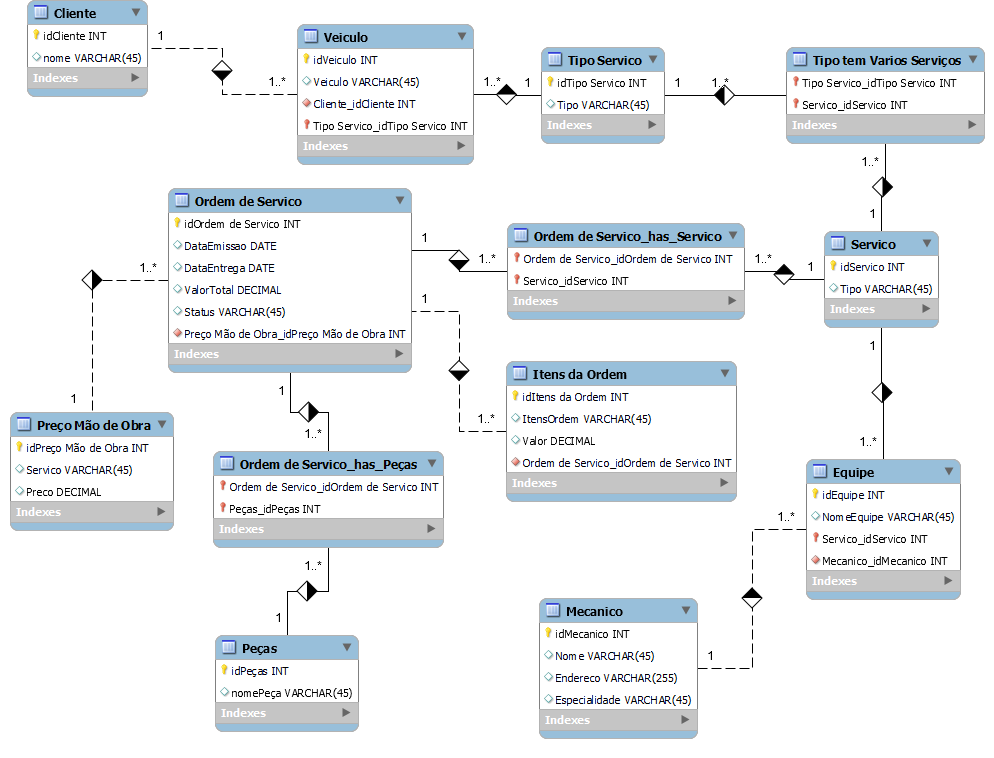 Cliente
idCliente INT
nome VARCHAR(45)
Indexes
1
1..*
Veiculo
idVeiculo INT
Veiculo VARCHAR(45)
Cliente_idCliente INT
Tipo Servico_idTipo Servico INT
Indexes
1..*
1
Tipo Servico
idTipo Servico INT
Tipo VARCHAR(45)
Indexes
1
1..*
Tipo tem Varios Serviços
Tipo Servico_idTipo Servico INT
Servico_idServico INT
Indexes
1..*
1
Ordem de Servico
idOrdem de Servico INT
DataEmissao DATE
DataEntrega DATE
ValorTotal DECIMAL
Status VARCHAR(45)
Preço Mão de Obra_idPreço Mão de Obra INT
Indexes
1
1..*
Ordem de Servico_has_Servico
Ordem de Servico_idOrdem de Servico INT
Servico_idServico INT
Indexes
1..*
1
Servico
idServico INT
Tipo VARCHAR(45)
Indexes
1..*
1
1
1..*
Itens da Ordem
idItens da Ordem INT
ItensOrdem VARCHAR(45)
Valor DECIMAL
Ordem de Servico_idOrdem de Servico INT
Indexes
1
1..*
Preço Mão de Obra
idPreço Mão de Obra INT
Servico VARCHAR(45)
Preco DECIMAL
Indexes
1
1..*
Ordem de Servico_has_Peças
Ordem de Servico_idOrdem de Servico INT
Peças_idPeças INT
Indexes
1..*
1
Equipe
idEquipe INT
NomeEquipe VARCHAR(45)
Servico_idServico INT
Mecanico_idMecanico INT
Indexes
1..*
1
Mecanico
idMecanico INT
Nome VARCHAR(45)
Endereco VARCHAR(255)
Especialidade VARCHAR(45)
Indexes
Peças
idPeças INT
nomePeça VARCHAR(45)
Indexes